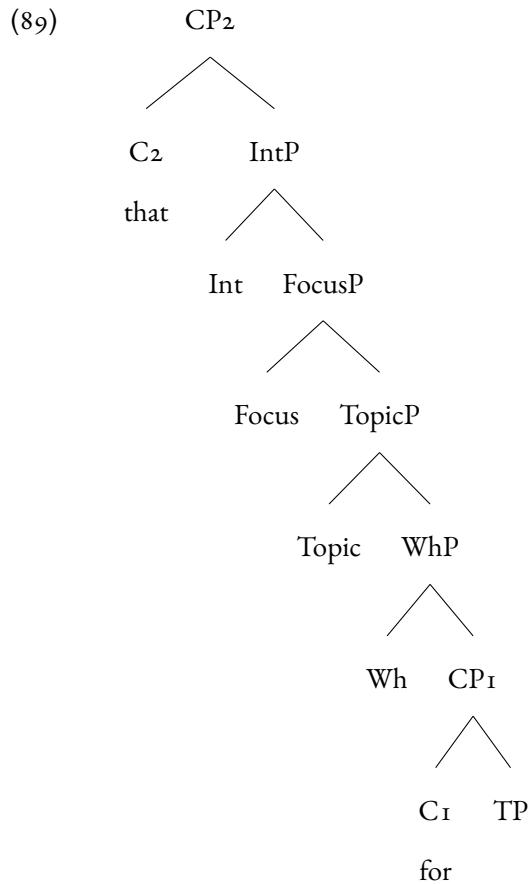 (89) CP2
C2 IntP
that
Int FocusP
Focus TopicP
Topic WhP
Wh CP1
C1 TP
for